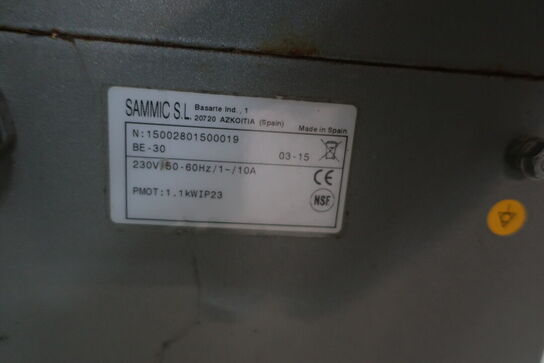 SAMMIC S.L. Basarte Ind., 1
20720 AZKOITIA (Spain)
Made in Spain
N:15002801500019
BE-30 03-15
230V/50-60Hz/1~/10A
CE
PMOT:1.1kWIP23
NSF